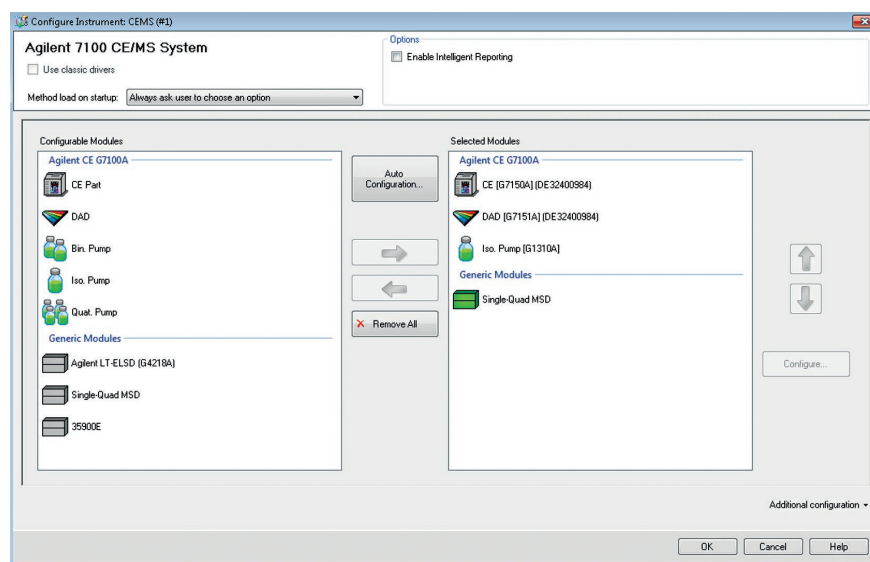 Configure Instrument: CEMS (#1)
Agilent 7100 CE/MS System
Use classic drivers
Method load on startup: Always ask user to choose an option
Options
Enable Intelligent Reporting
Configurable Modules
Agilent CE G7100A
CE Part
DAD
Bin. Pump
Iso. Pump
Quat. Pump
Generic Modules
Agilent LT-ELSD (G4218A)
Single-Quad MSD
35900E
Auto
Configuration...
Remove All
Selected Modules
Agilent CE G7100A
CE [G7150A] (DE32400984)
DAD [G7151A] (DE32400984)
Iso. Pump [G1310A]
Generic Modules
Single-Quad MSD
Configure...
Additional configuration
OK
Cancel
Help